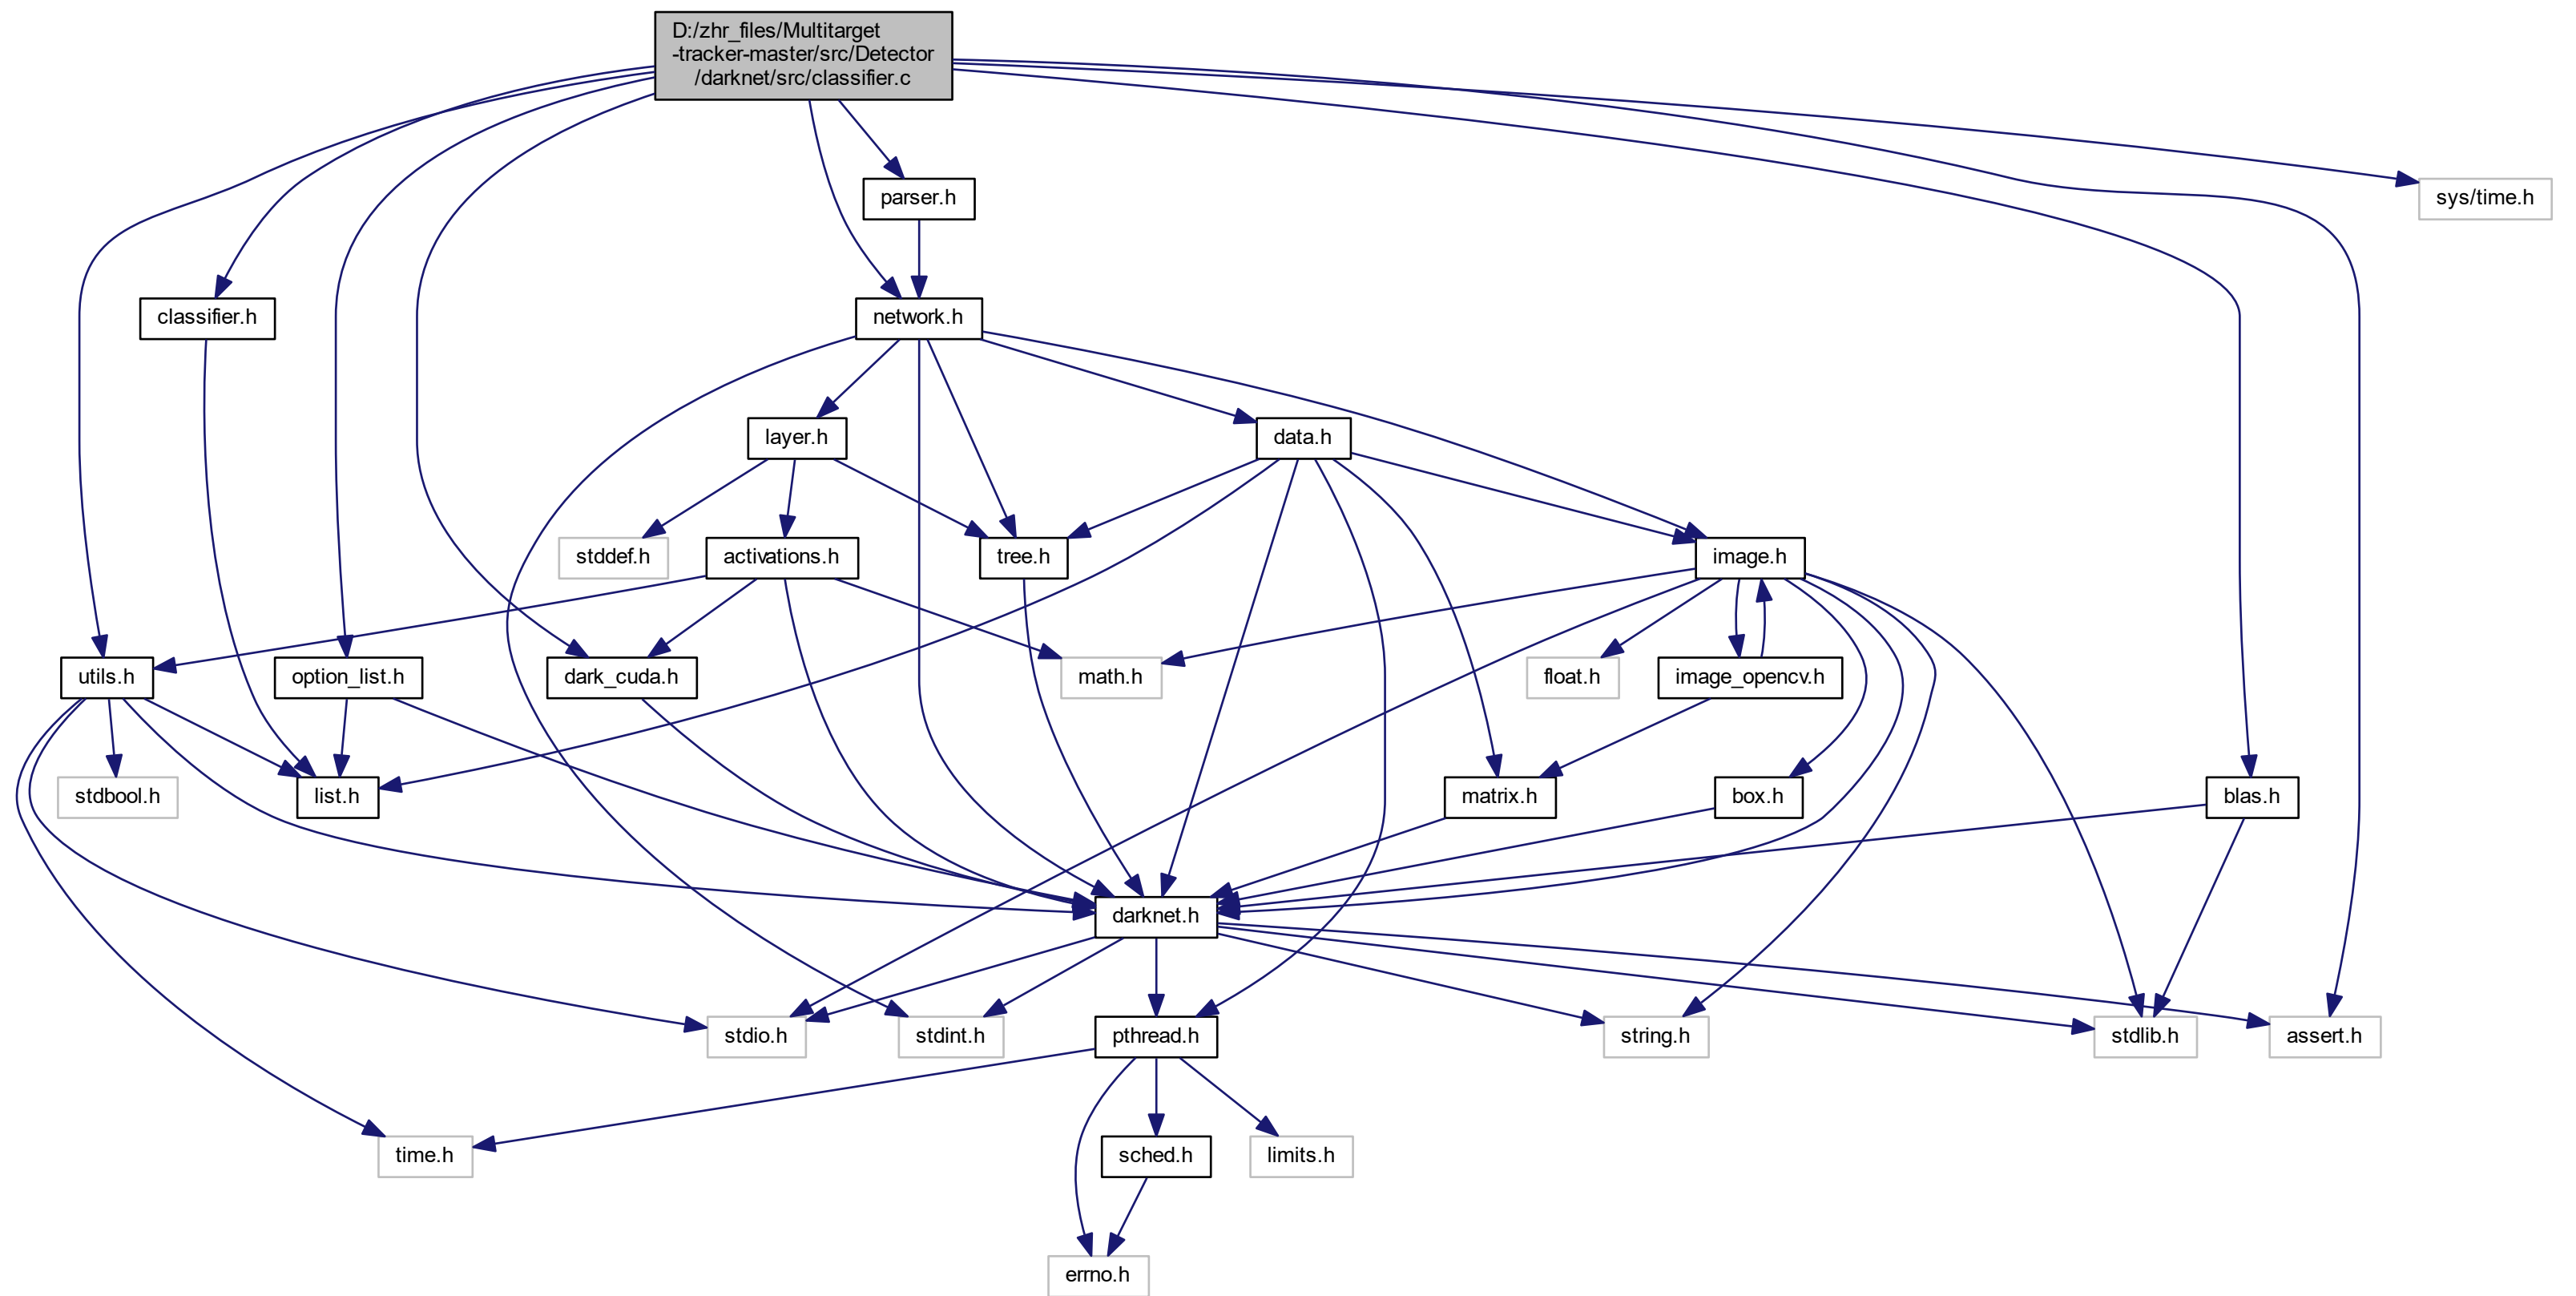 D:/zhr_files/Multitarget
-tracker-master/src/Detector
/darknet/src/classifier.c
parser.h
sys/time.h
classifier.h
network.h
layer.h
data.h
stddef.h
activations.h
tree.h
image.h
utils.h
option_list.h
dark_cuda.h
math.h
float.h
image_opencv.h
stdbool.h
list.h
matrix.h
box.h
blas.h
darknet.h
stdio.h
stdint.h
pthread.h
string.h
stdlib.h
assert.h
time.h
sched.h
limits.h
errno.h